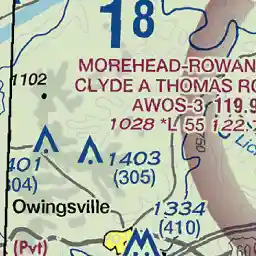 18
MOREHEAD-ROWAN
CLYDE A THOMAS RO
AWOS-3 119.9
1028 *L 55 122.7
1102
1403
(305)
401
304)
Owingsville
1334
(410)
(Pvt)
60